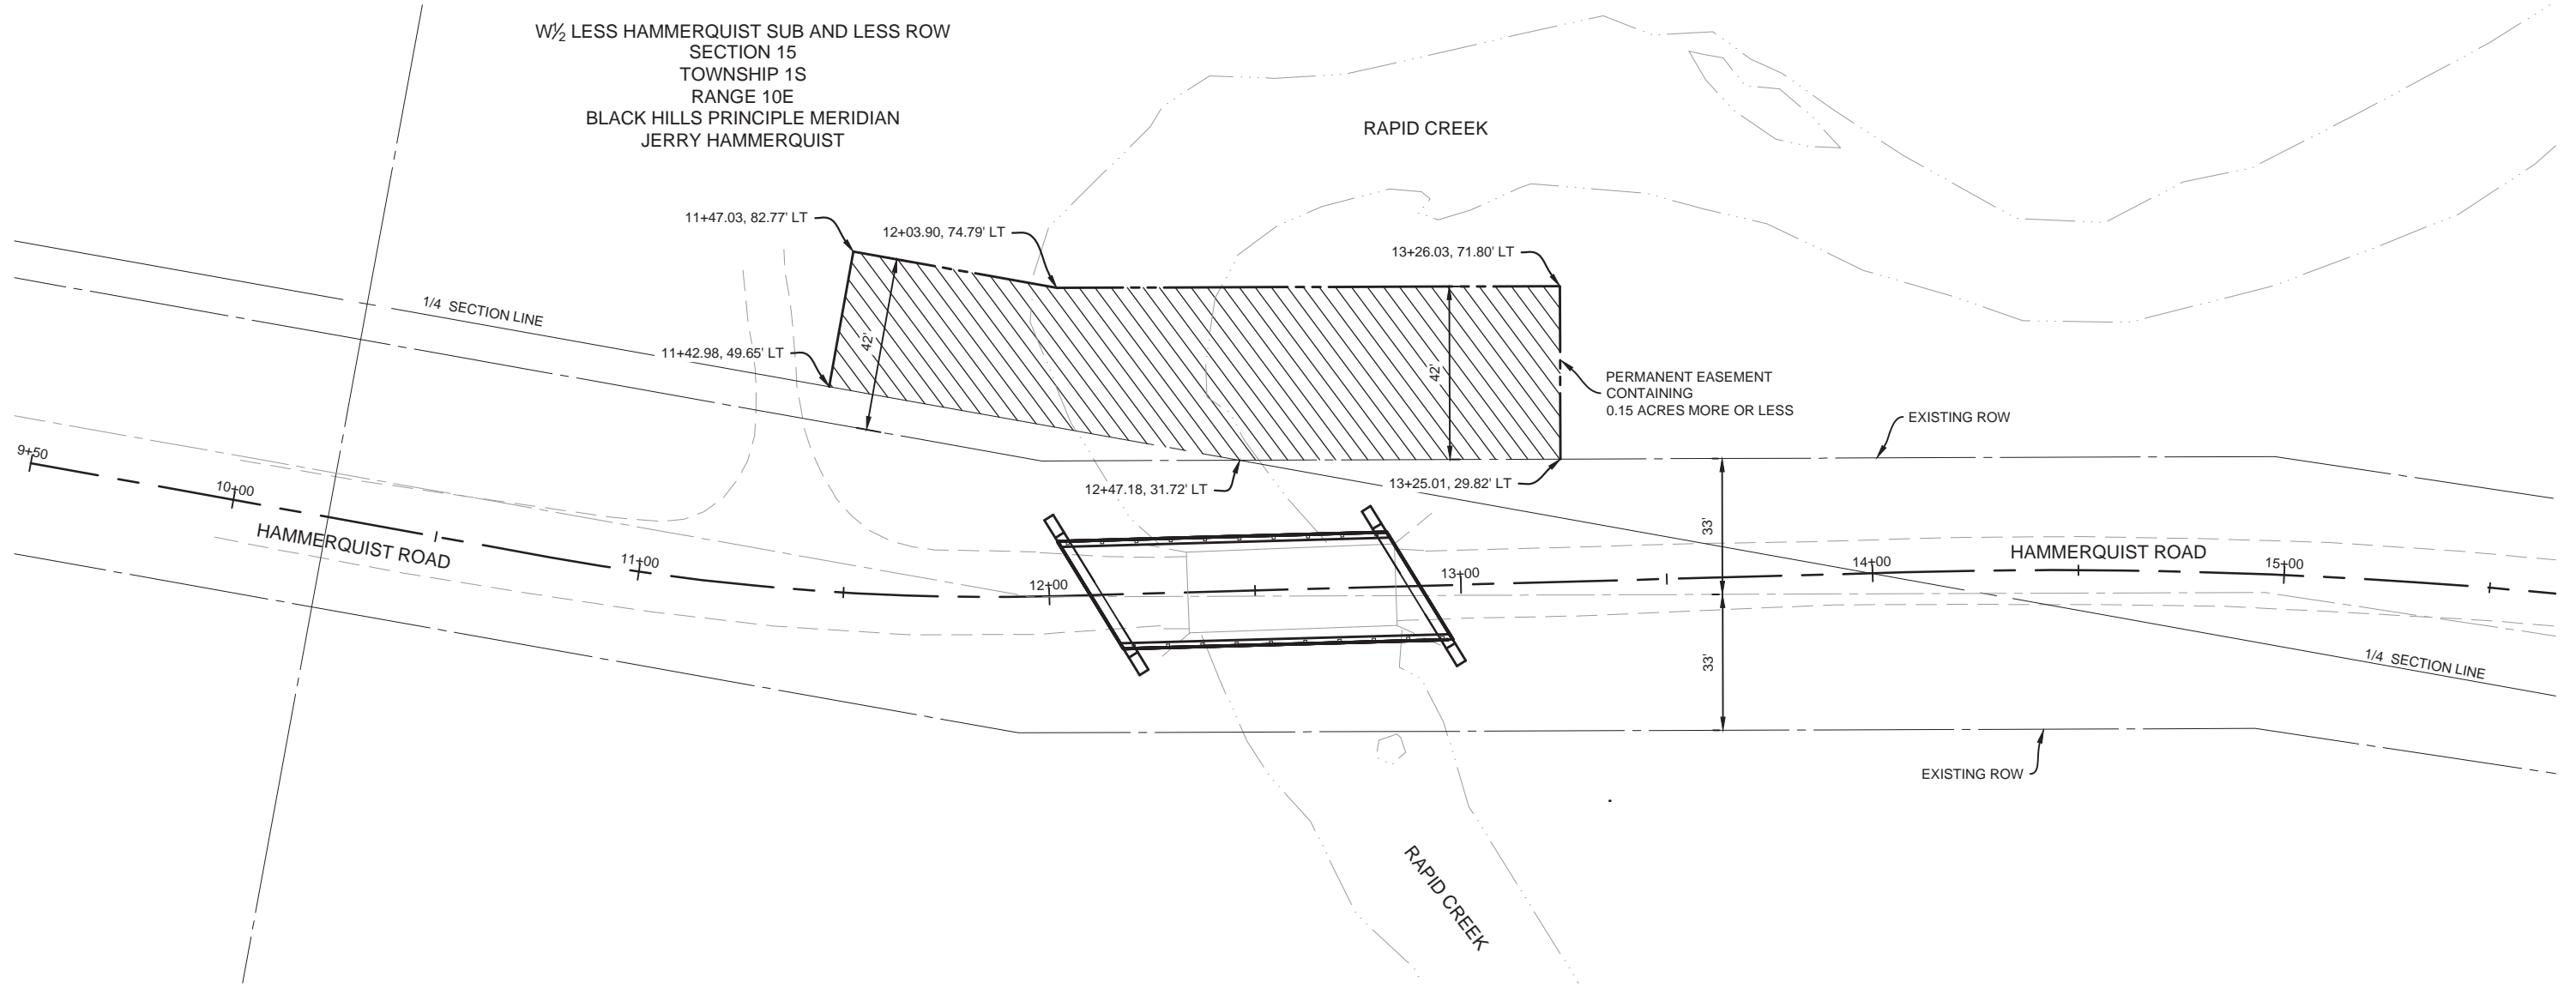 W½ LESS HAMMERQUIST SUB AND LESS ROW
SECTION 15
TOWNSHIP 1S
RANGE 10E
BLACK HILLS PRINCIPLE MERIDIAN
JERRY HAMMERQUIST
RAPID CREEK
11+47.03, 82.77' LT
12+03.90, 74.79' LT
13+26.03, 71.80' LT
1/4 SECTION LINE
11+42.98, 49.65' LT
42'
42'
PERMANENT EASEMENT
CONTAINING
0.15 ACRES MORE OR LESS
EXISTING ROW
9+50
10+00
12+47.18, 31.72' LT
13+25.01, 29.82' LT
33'
HAMMERQUIST ROAD
11+00
12+00
13+00
14+00
HAMMERQUIST ROAD
15+00
33'
1/4 SECTION LINE
EXISTING ROW
RAPID CREEK